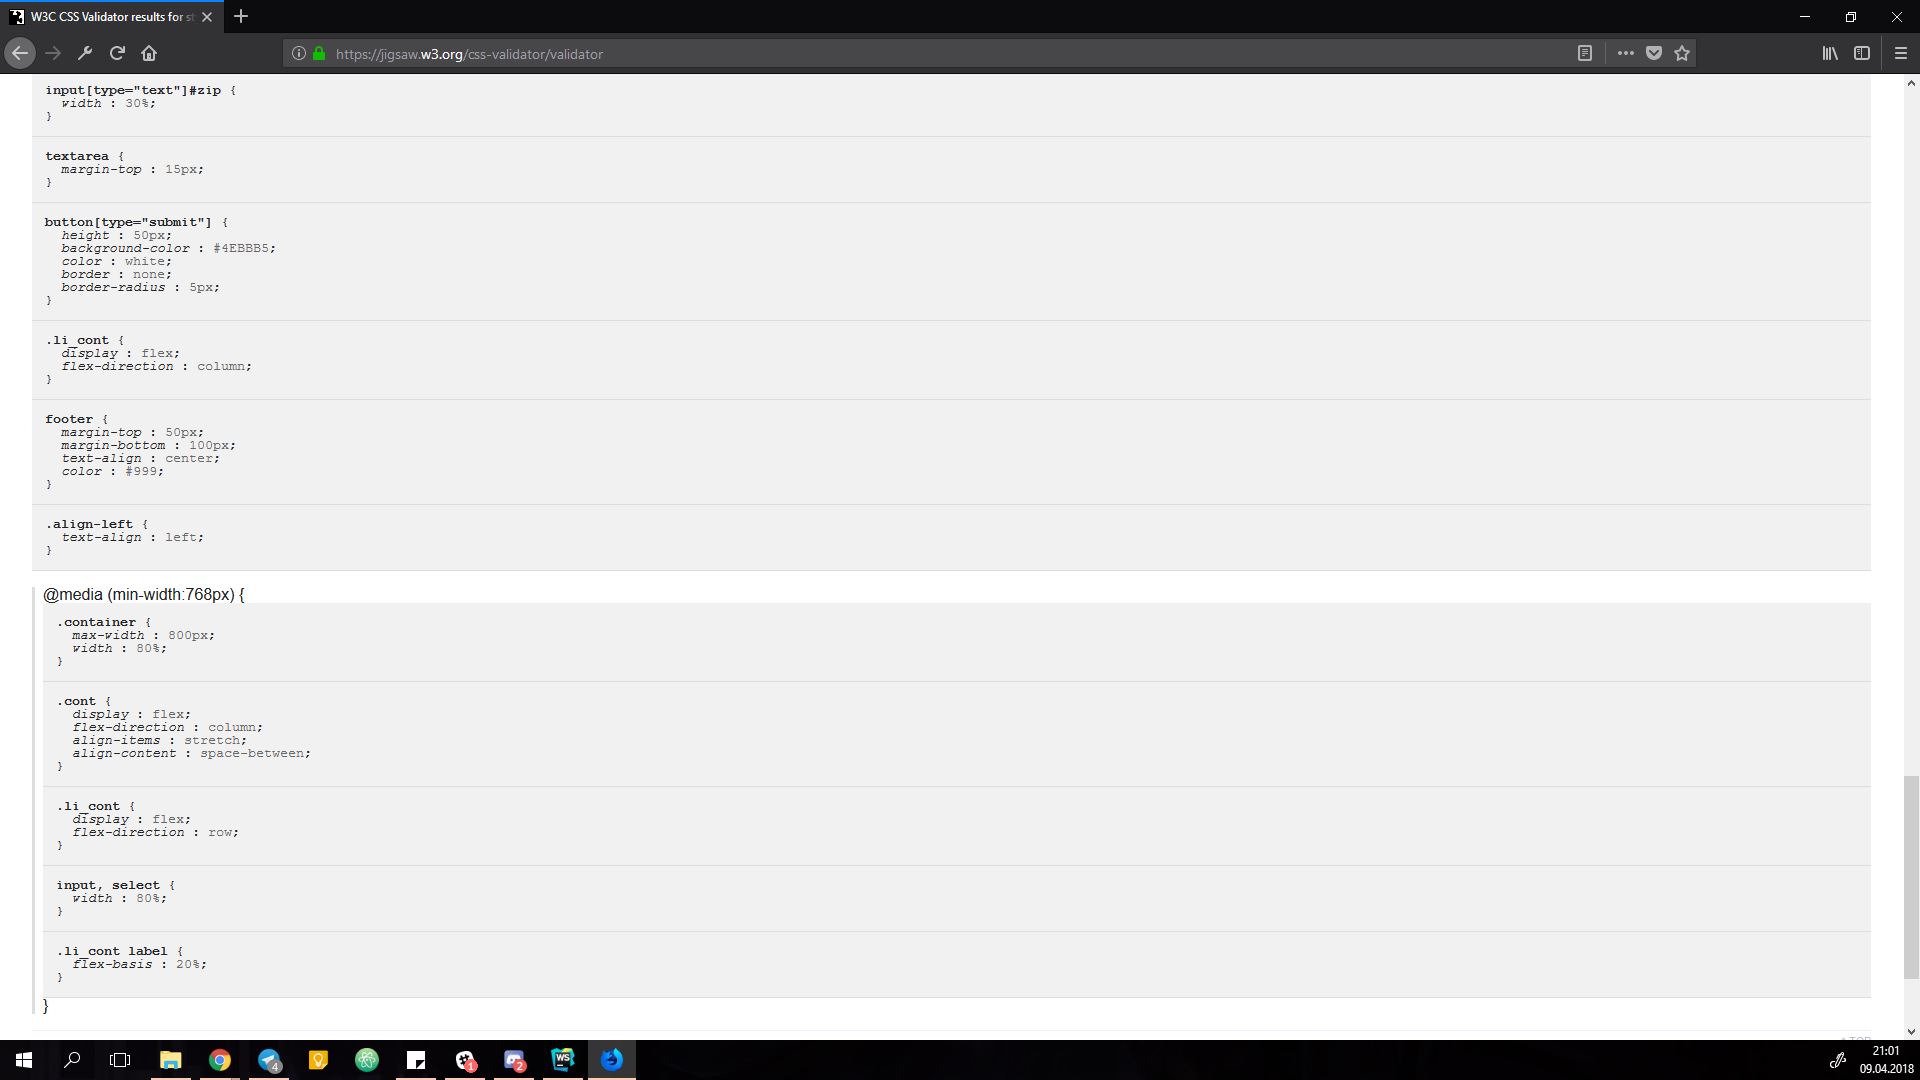 W3C CSS Validator results for st
https://jigsaw.w3.org/css-validator/validator
input[type="text"]#zip {
width : 30%;
}
textarea {
margin-top : 15px;
}
button[type="submit"] {
height : 50px;
background-color : #4EBBB5;
color : white;
border : none;
border-radius : 5px;
}
.li_cont {
display : flex;
flex-direction : column;
}
footer {
margin-top : 50px;
margin-bottom : 100px;
text-align : center;
color : #999;
}
.align-left {
text-align : left;
}
@media (min-width:768px) {
.container {
max-width : 800px;
width : 80%;
}
.cont {
display : flex;
flex-direction : column;
align-items : stretch;
align-content : space-between;
}
.li_cont {
display : flex;
flex-direction : row;
}
input, select {
width : 80%;
}
.li_cont label {
flex-basis : 20%;
}
}
4
1
2
WS
21:01
09.04.2018